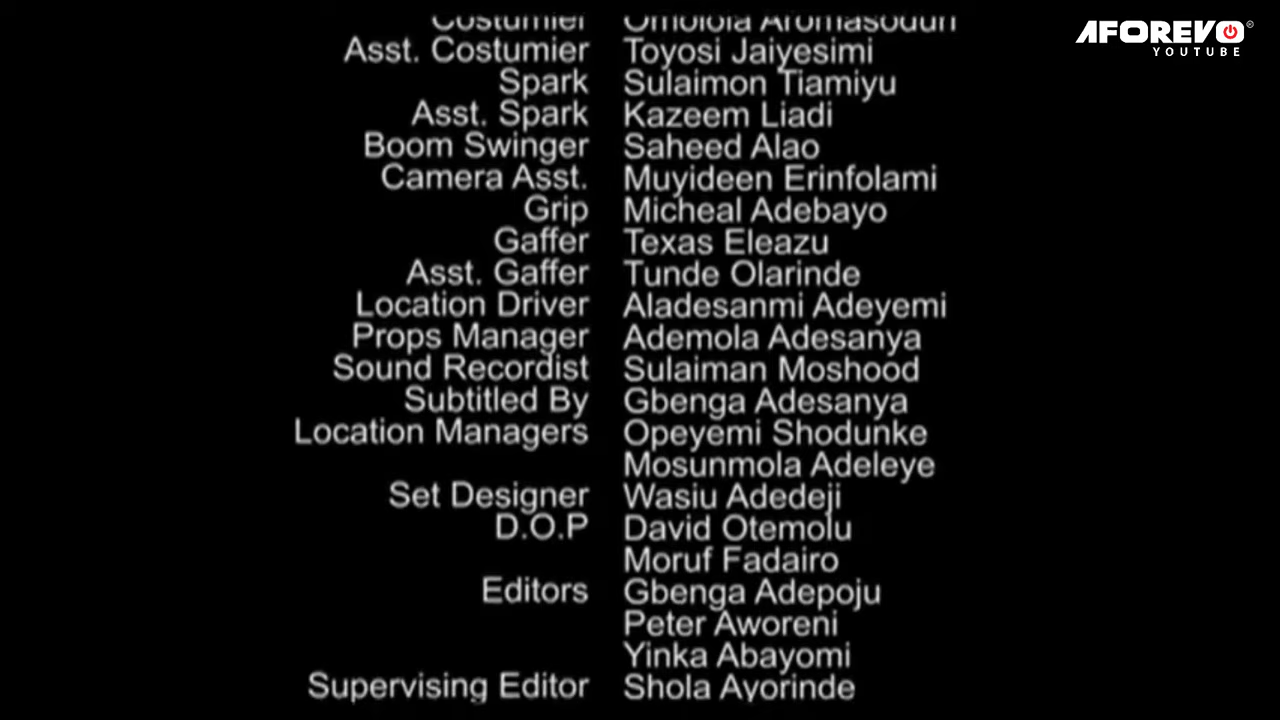 Costumier Omolola Aromasodun
Asst. Costumier Toyosi Jaiyesimi
Spark Sulaimon Tiamiyu
Asst. Spark Kazeem Liadi
Boom Swinger Saheed Alao
Camera Asst. Muyideen Erinfolami
Grip Micheal Adebayo
Gaffer Texas Eleazu
Asst. Gaffer Tunde Olarinde
Location Driver Aladesanmi Adeyemi
Props Manager Ademola Adesanya
Sound Recordist Sulaiman Moshood
Subtitled By Gbenga Adesanya
Location Managers Opeyemi Shodunke
Mosunmola Adeleye
Set Designer Wasiu Adedeji
D.O.P David Otemolu
Moruf Fadairo
Editors Gbenga Adepoju
Peter Aworeni
Yinka Abayomi
Supervising Editor Shola Ayorinde
AFOREVO®
YOUTUBE